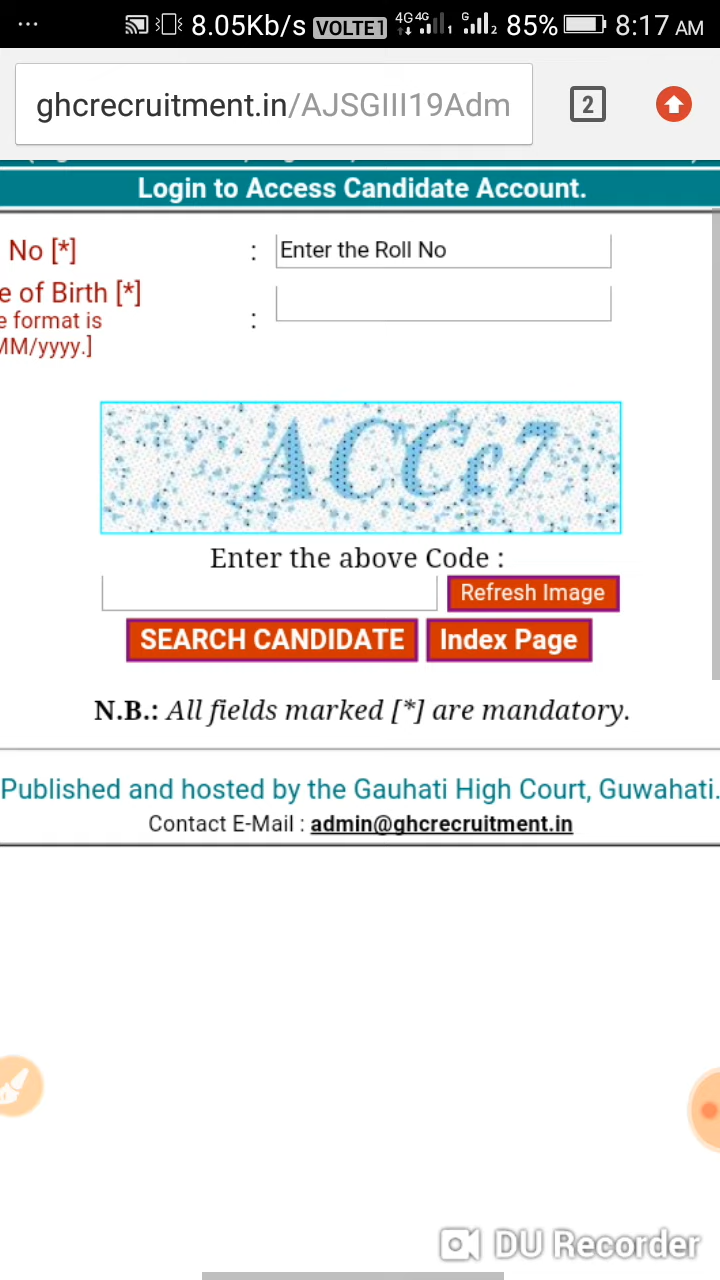 8.05Kb/s VOLTE1 4G 4G 1 G 2 85% 8:17 AM
ghcrecruitment.in/AJSGIII19Adm 2
Login to Access Candidate Account.
No [*] : Enter the Roll No
e of Birth [*]
e format is :
MM/yyyy.]
ACCe7
Enter the above Code :
Refresh Image
SEARCH CANDIDATE Index Page
N.B.: All fields marked [*] are mandatory.
Published and hosted by the Gauhati High Court, Guwahati.
Contact E-Mail : admin@ghcrecruitment.in
DU Recorder